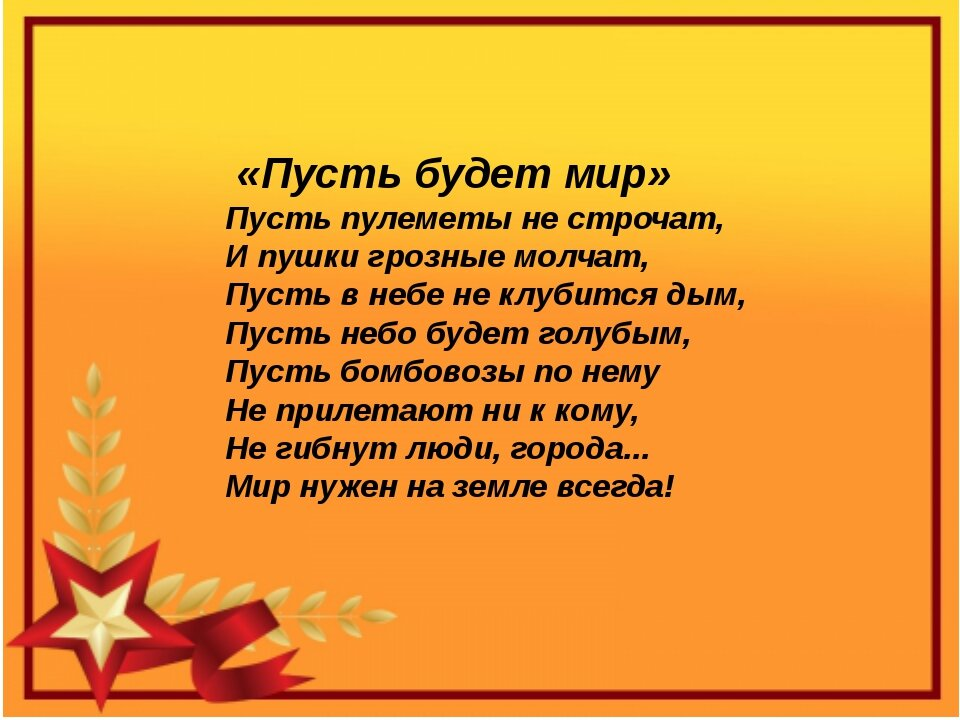 «Пусть будет мир»
Пусть пулеметы не строчат,
И пушки грозные молчат,
Пусть в небе не клубится дым,
Пусть небо будет голубым,
Пусть бомбовозы по нему
Не прилетают ни к кому,
Не гибнут люди, города...
Мир нужен на земле всегда!